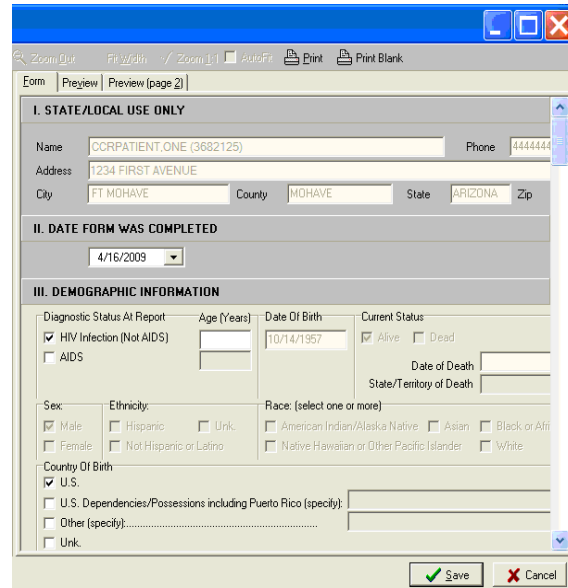 Zoom Out Fit Width Zoom 1:1 AutoFit Print Print Blank
Form Preview Preview (page 2)
I. STATE/LOCAL USE ONLY
Name CCRPATIENT,ONE (3682125) Phone 4444444
Address 1234 FIRST AVENUE
City FT MOHAVE County MOHAVE State ARIZONA Zip
II. DATE FORM WAS COMPLETED
4/16/2009
III. DEMOGRAPHIC INFORMATION
Diagnostic Status At Report Age (Years) Date Of Birth Current Status
HIV Infection (Not AIDS) 10/14/1957 Alive Dead
AIDS Date of Death
State/Territory of Death
Sex: Ethnicity: Race: (select one or more)
Male Hispanic Unk. American Indian/Alaska Native Asian Black or Afri
Female Not Hispanic or Latino Native Hawaiian or Other Pacific Islander White
Country Of Birth
U.S.
U.S. Dependencies/Possessions including Puerto Rico (specify):
Other (specify):......................................................................
Unk.
Save Cancel